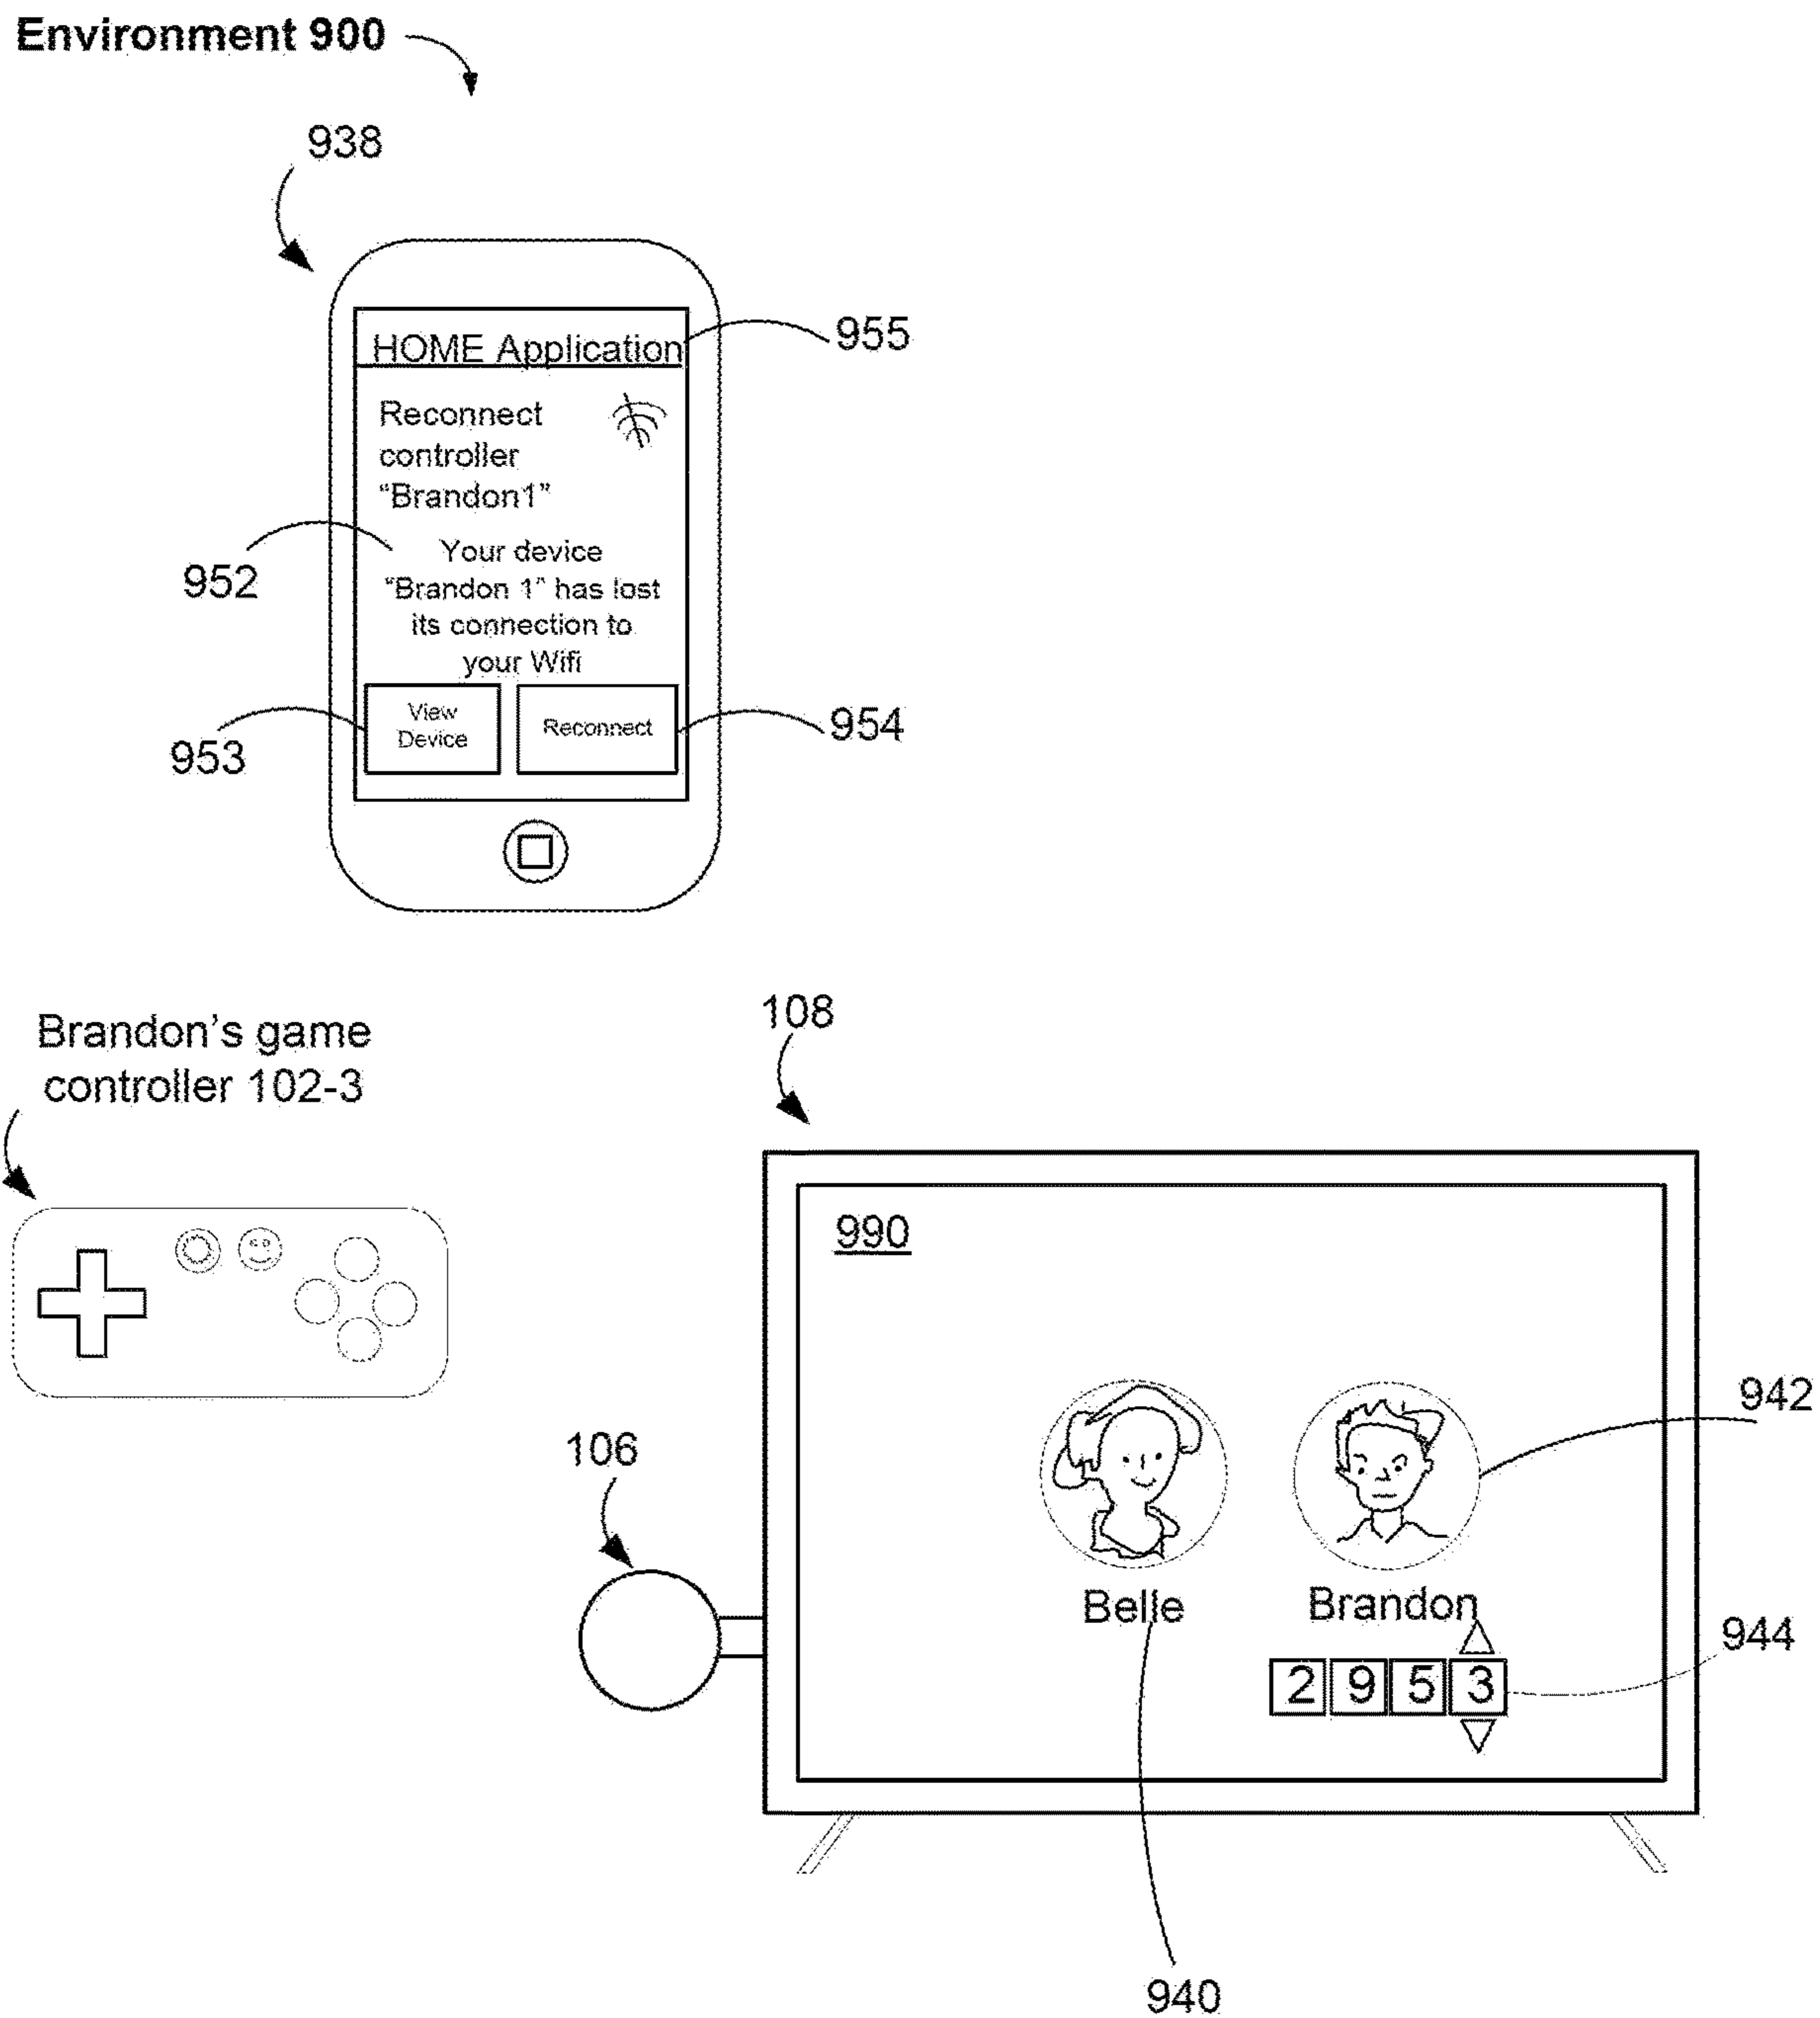 Environment 900
938
HOME Application
955
Reconnect
controller
“Brandon1”
Your device
“Brandon 1” has lost
its connection to
your Wifi
952
View
Device
Reconnect
953
954
Brandon’s game
controller 102-3
108
990
942
106
Belle
Brandon
944
2 9 5 3
940